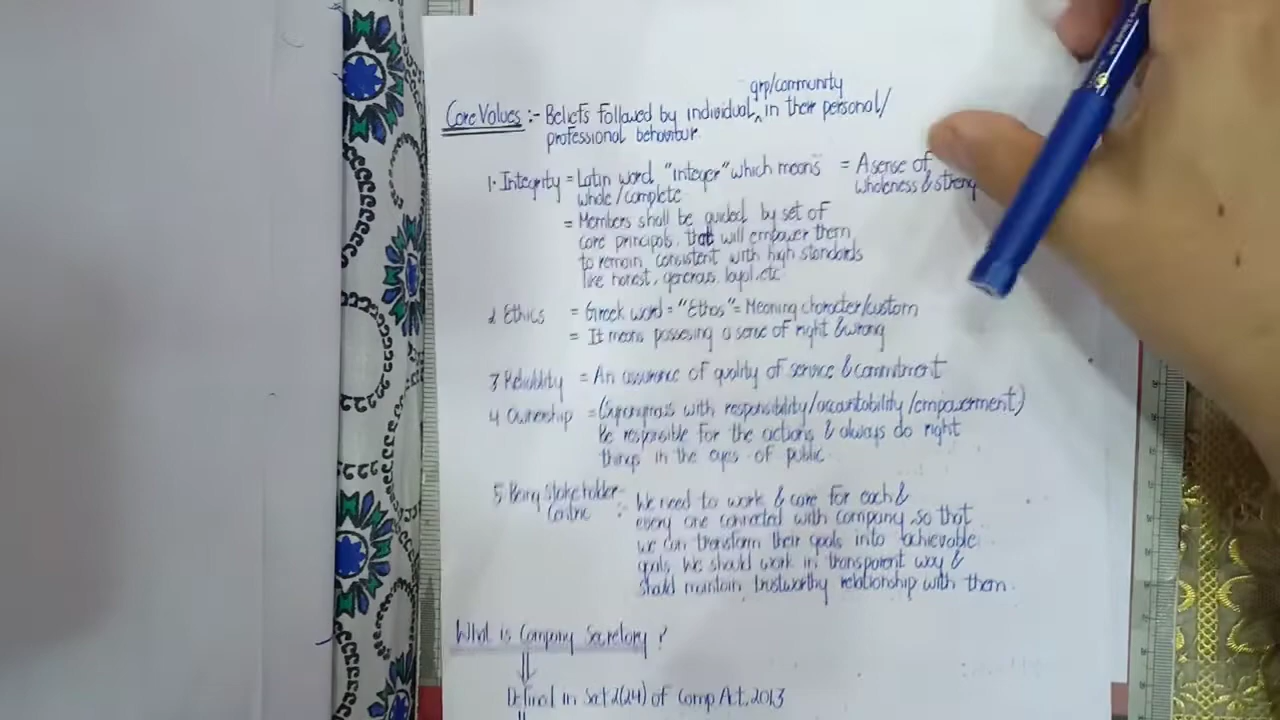 grp/community
Core Values :- Beliefs followed by individual ^ in their personal/
professional behaviour.
1. Integrity = Latin word "integer" which means = A sense of
whole/complete wholeness &
= Members shall be guided by set of
core principals that will empower them
to remain consistent with high standards
like honest, generous, loyal, etc
2 Ethics = Greek word = "Ethos" = Meaning character/custom
= It means possesing a sense of right & wrong
3 Reliability = An assurance of quality of service & commitment
4 Ownership = (Synonymous with responsibility/accountability/empowerment)
Be responsible for the actions & always do right
things in the eyes of public.
5 Being Stakeholder- We need to work & care for each &
Centric :- every one connected with company, so that
we can transform their goals into achievable
goals. We should work in transparent way &
should maintain trustworthy relationship with them.
What is Company Secretary ?
Defined in Sect 2(24) of Comp Act, 2013